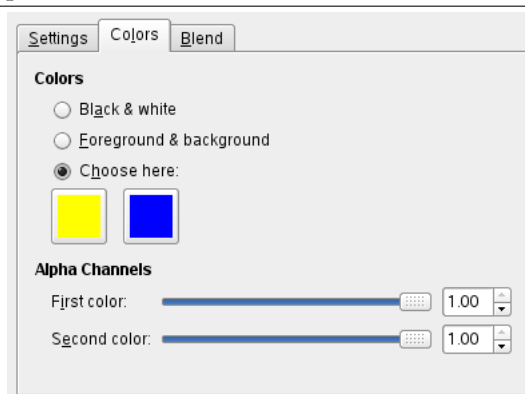 Settings Colors Blend
Colors
Black & white
Foreground & background
Choose here:
Alpha Channels
First color: 1.00
Second color: 1.00